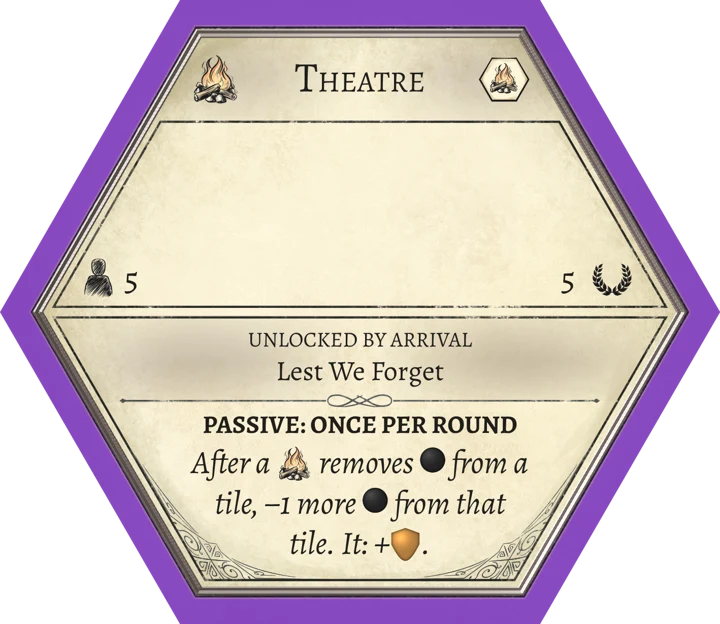 Theatre
5
5
UNLOCKED BY ARRIVAL
Lest We Forget
PASSIVE: ONCE PER ROUND
After a removes from a
tile, –1 more from that
tile. It: + .